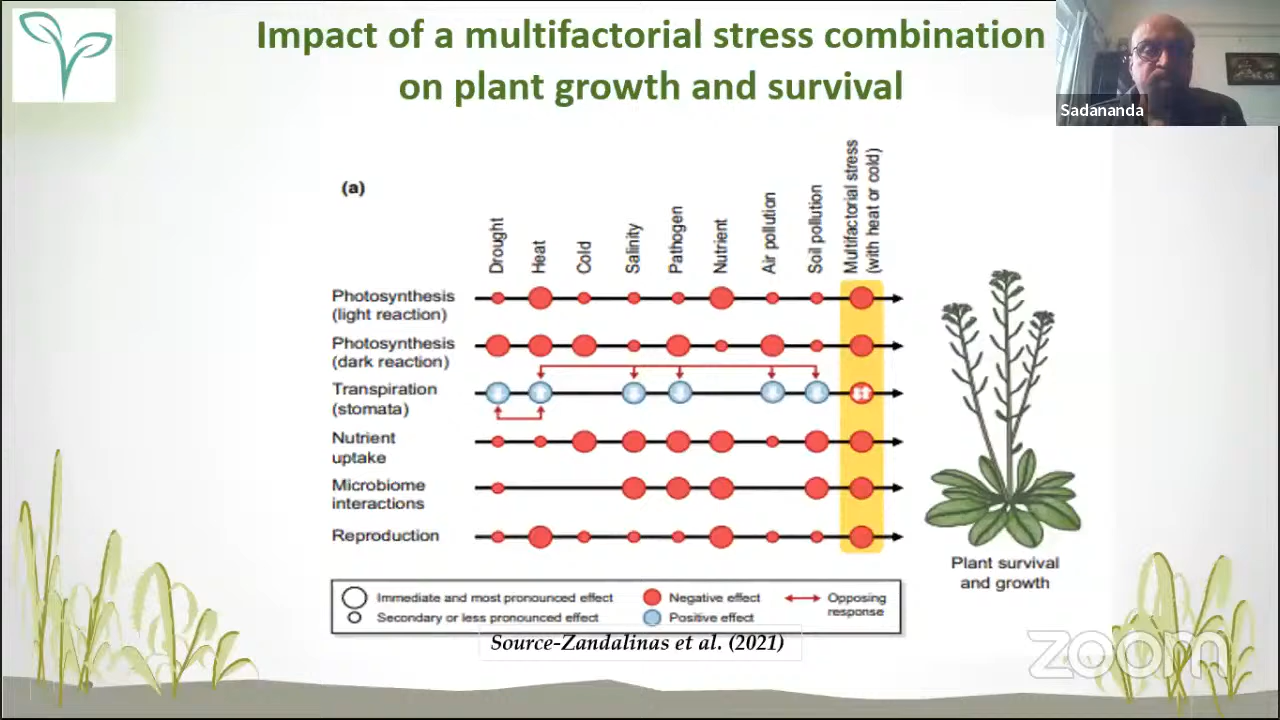 Impact of a multifactorial stress combination
on plant growth and survival
Sadananda
(a)
Drought
Heat
Cold
Salinity
Pathogen
Nutrient
Air pollution
Soil pollution
Multifactorial stress
(with heat or cold)
Photosynthesis
(light reaction)
Photosynthesis
(dark reaction)
Transpiration
(stomata)
Nutrient
uptake
Microbiome
interactions
Reproduction
Plant survival
and growth
Immediate and most pronounced effect
Negative effect
Opposing
response
Secondary or less pronounced effect
Positive effect
Source-Zandalinas et al. (2021)
zoom